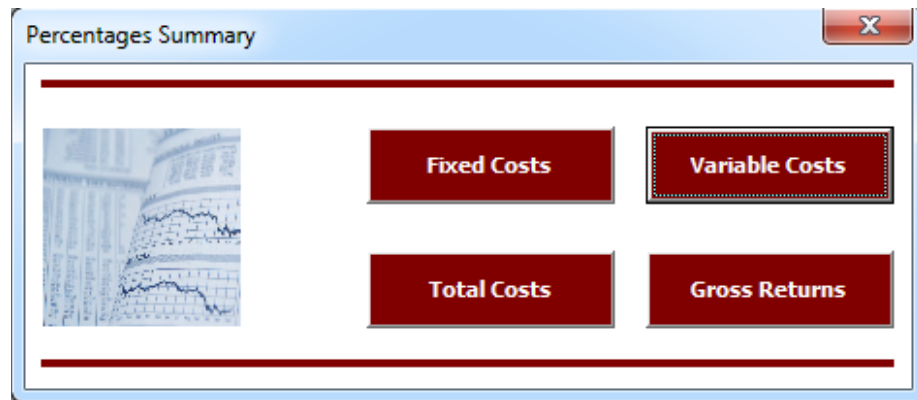 Percentages Summary
Fixed Costs
Variable Costs
Total Costs
Gross Returns